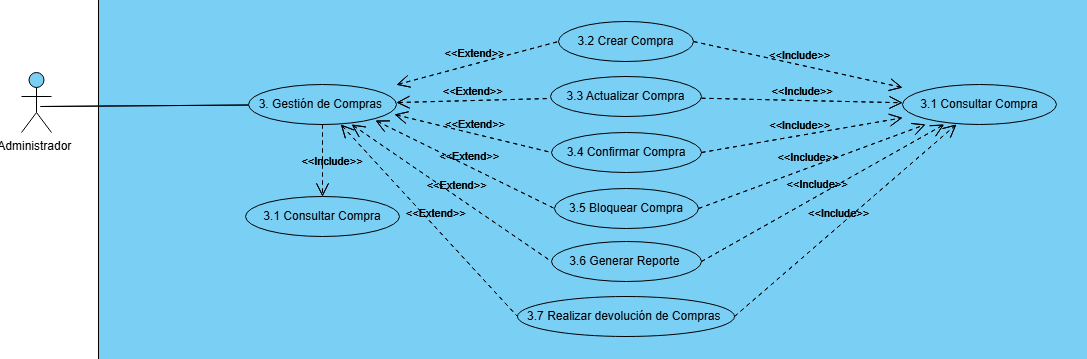 3.2 Crear Compra
<<Extend>>
<<Include>>
3. Gestión de Compras
<<Extend>>
3.3 Actualizar Compra
<<Include>>
3.1 Consultar Compra
<<Extend>>
<<Include>>
Administrador
3.4 Confirmar Compra
<<Include>>
<<Extend>>
<<Include>>
<<Extend>>
<<Include>>
3.1 Consultar Compra
<<Extend>>
3.5 Bloquear Compra
<<Include>>
3.6 Generar Reporte
3.7 Realizar devolución de Compras